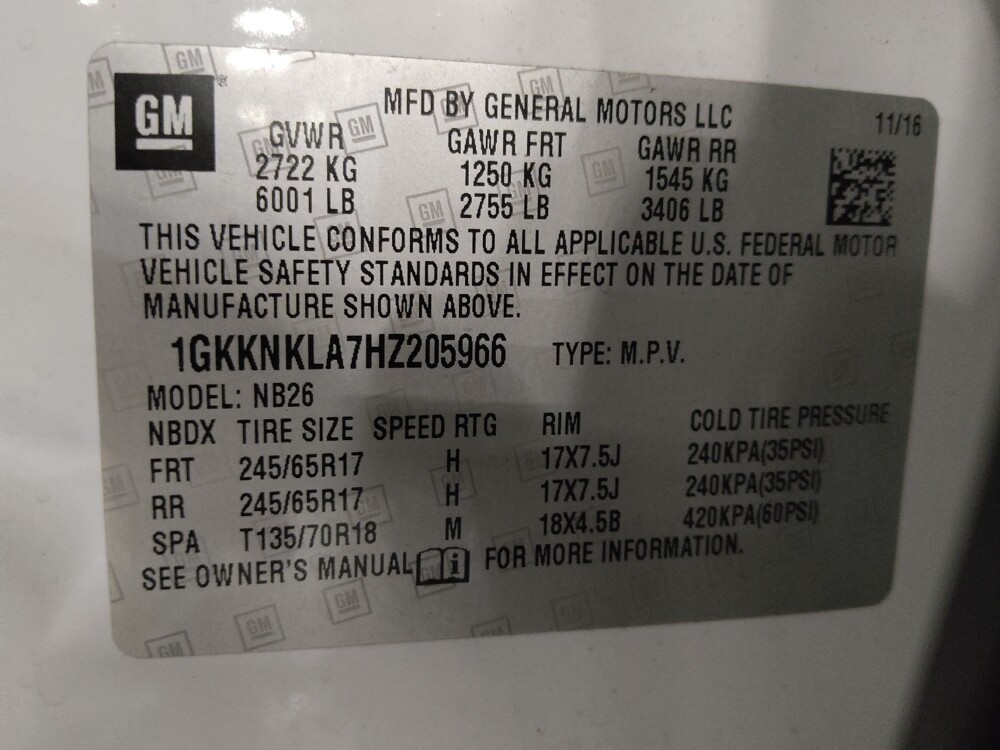 GM
MFD BY GENERAL MOTORS LLC 11/16
GVWR GAWR FRT GAWR RR
2722 KG 1250 KG 1545 KG
6001 LB 2755 LB 3406 LB
THIS VEHICLE CONFORMS TO ALL APPLICABLE U.S. FEDERAL MOTOR
VEHICLE SAFETY STANDARDS IN EFFECT ON THE DATE OF
MANUFACTURE SHOWN ABOVE.
1GKKNKLA7HZ205966 TYPE: M.P.V.
MODEL: NB26
NBDX TIRE SIZE SPEED RTG RIM COLD TIRE PRESSURE
FRT 245/65R17 H 17X7.5J 240KPA(35PSI)
RR 245/65R17 H 17X7.5J 240KPA(35PSI)
SPA T135/70R18 M 18X4.5B 420KPA(60PSI)
SEE OWNER'S MANUAL i FOR MORE INFORMATION.